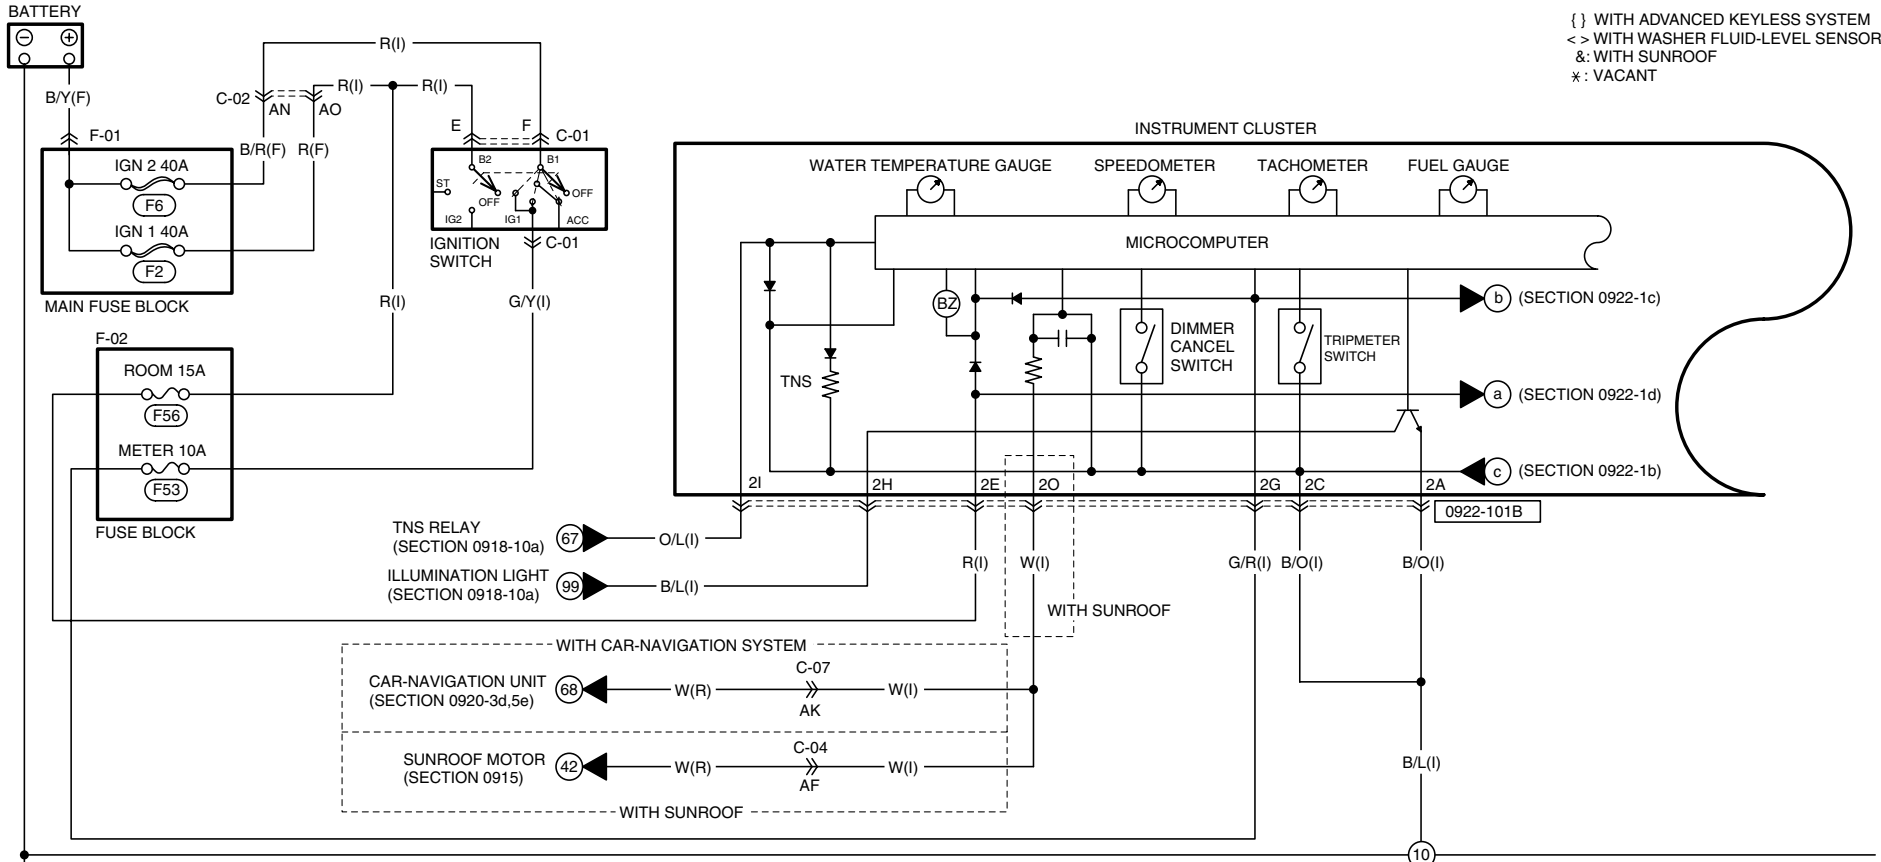 BATTERY
{ } WITH ADVANCED KEYLESS SYSTEM
< > WITH WASHER FLUID-LEVEL SENSOR
&: WITH SUNROOF
* : VACANT
B/Y(F)
R(I)
R(I)
R(I)
C-02
AN
AO
F-01
B/R(F)
R(F)
IGN 2 40A
F6
IGN 1 40A
F2
MAIN FUSE BLOCK
E
F
C-01
B2
B1
ST
OFF
OFF
IG2
IG1
ACC
IGNITION
SWITCH
C-01
R(I)
G/Y(I)
F-02
ROOM 15A
F56
METER 10A
F53
FUSE BLOCK
INSTRUMENT CLUSTER
WATER TEMPERATURE GAUGE
SPEEDOMETER
TACHOMETER
FUEL GAUGE
MICROCOMPUTER
BZ
TNS
DIMMER
CANCEL
SWITCH
TRIPMETER
SWITCH
b (SECTION 0922-1c)
a (SECTION 0922-1d)
c (SECTION 0922-1b)
2I
2H
2E
2O
2G
2C
2A
0922-101B
TNS RELAY
(SECTION 0918-10a)
67
O/L(I)
ILLUMINATION LIGHT
(SECTION 0918-10a)
99
B/L(I)
R(I)
W(I)
G/R(I)
B/O(I)
B/O(I)
WITH SUNROOF
WITH CAR-NAVIGATION SYSTEM
CAR-NAVIGATION UNIT
(SECTION 0920-3d,5e)
68
W(R)
C-07
AK
W(I)
SUNROOF MOTOR
(SECTION 0915)
42
W(R)
C-04
AF
W(I)
WITH SUNROOF
B/L(I)
10